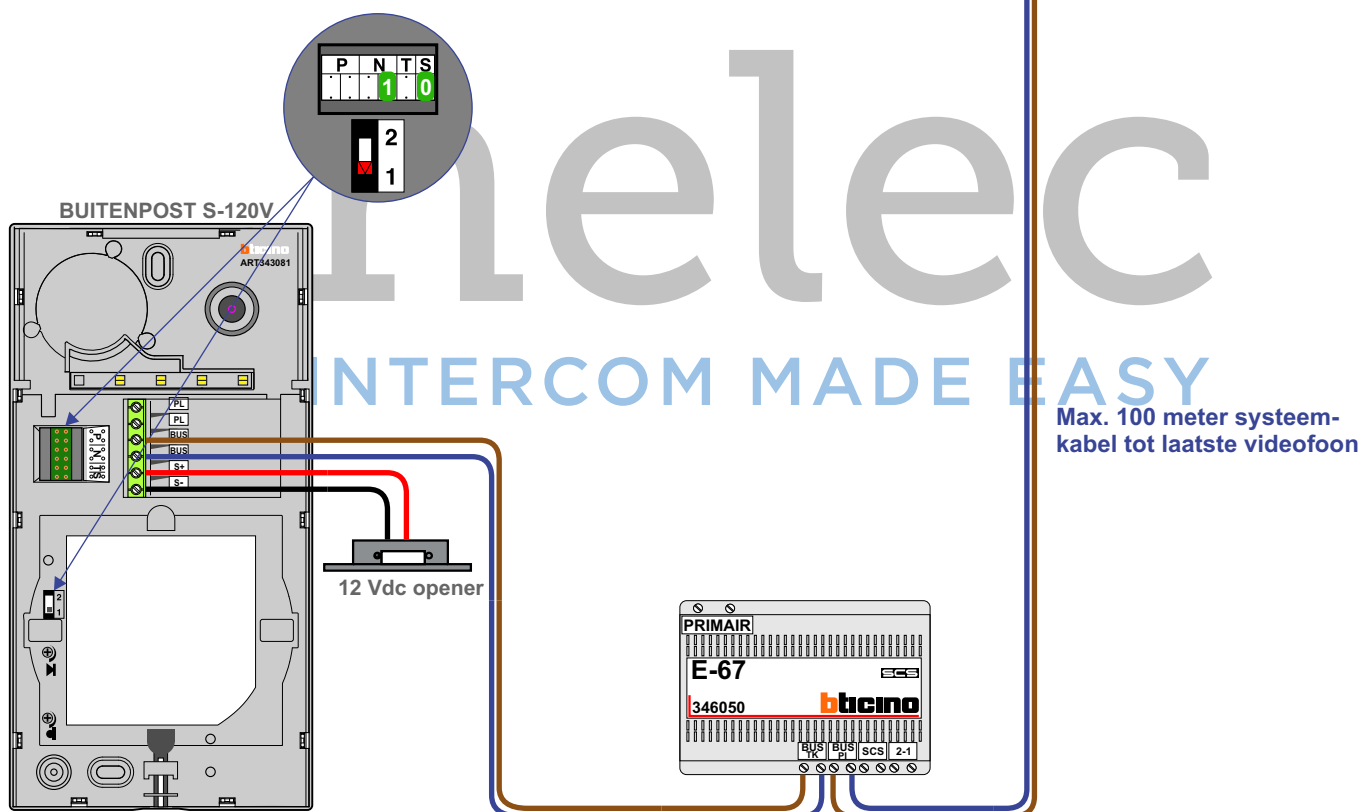 P N T S
1 0
2
1
nelec
INTERCOM MADE EASY
BUITENPOST S-120V
bticino
ART343081
PL
PL
BUS
BUS
S+
S-
P N T S
2
1
12 Vdc opener
Max. 100 meter systeem-
kabel tot laatste videofoon
PRIMAIR
E-67
SCS
346050
bticino
BUS TK
BUS PI
SCS
2-1